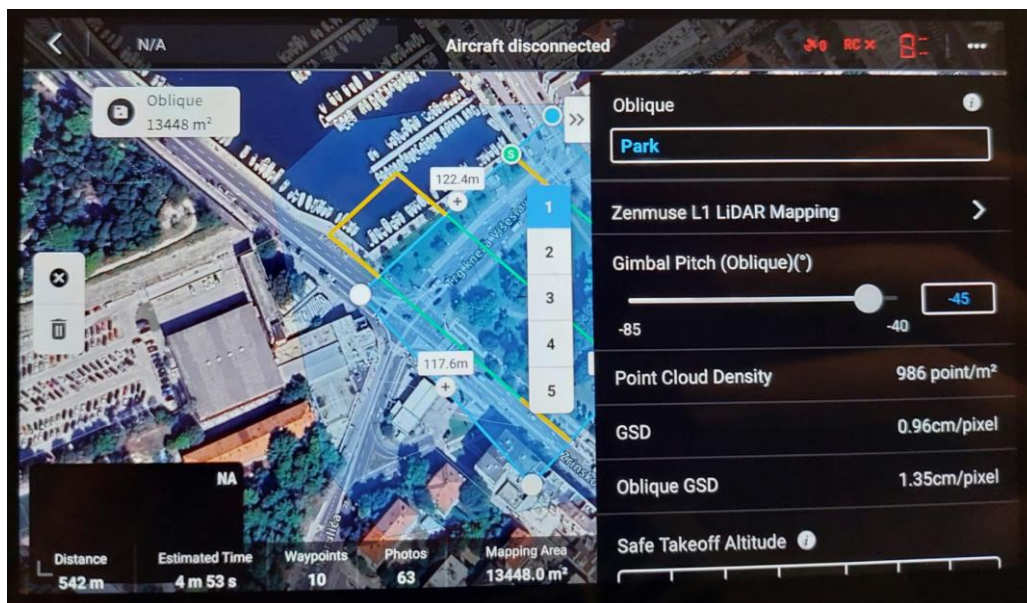 N/A
Aircraft disconnected
0
RC
Oblique
13448 m²
S
122.4m
1
2
3
4
5
117.6m
NA
Distance
542 m
Estimated Time
4 m 53 s
Waypoints
10
Photos
63
Mapping Area
13448.0 m²
Oblique
Park
Zenmuse L1 LiDAR Mapping
Gimbal Pitch (Oblique)(°)
-45
-85
-40
Point Cloud Density
986 point/m²
GSD
0.96cm/pixel
Oblique GSD
1.35cm/pixel
Safe Takeoff Altitude